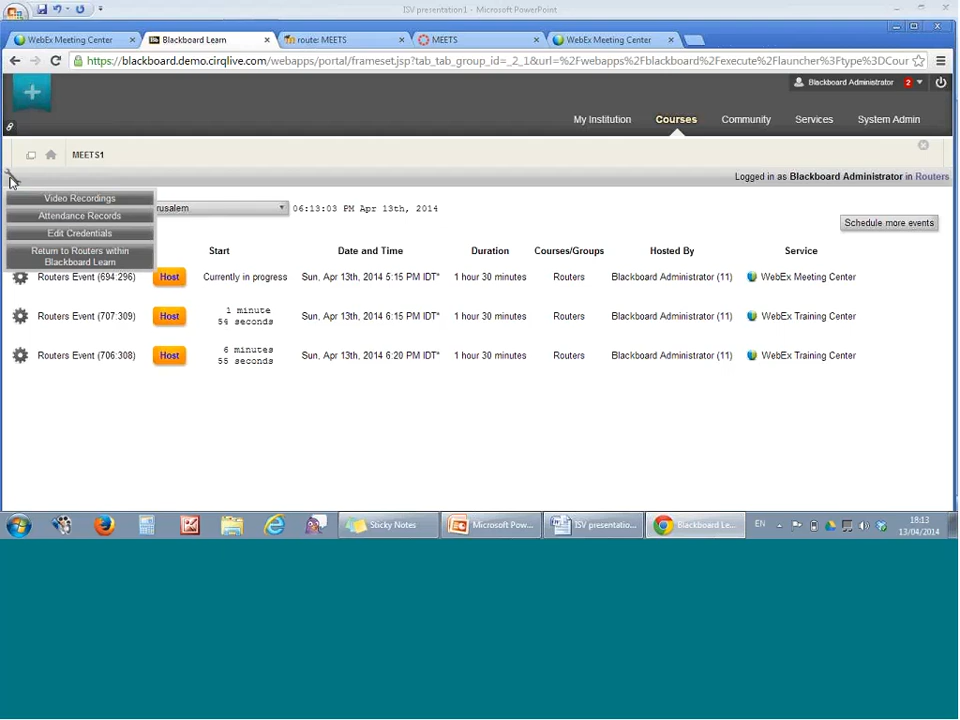 ISV presentation1 - Microsoft PowerPoint
WebEx Meeting Center
Blackboard Learn
route: MEETS
MEETS
WebEx Meeting Center
https://blackboard.demo.cirqlive.com/webapps/portal/frameset.jsp?tab_tab_group_id=_2_1&url=%2Fwebapps%2Fblackboard%2Fexecute%2Flauncher%3Ftype%3DCour
Blackboard Administrator 2
My Institution Courses Community Services System Admin
MEETS1
Logged in as Blackboard Administrator in Routers
Video Recordings
Attendance Records
Edit Credentials
Return to Routers within
Blackboard Learn
rusalem 06:13:03 PM Apr 13th, 2014
Schedule more events
Start Date and Time Duration Courses/Groups Hosted By Service
Routers Event (694:296) Host Currently in progress Sun, Apr 13th, 2014 5:15 PM IDT* 1 hour 30 minutes Routers Blackboard Administrator (11) WebEx Meeting Center
Routers Event (707:309) Host 1 minute 54 seconds Sun, Apr 13th, 2014 6:15 PM IDT* 1 hour 30 minutes Routers Blackboard Administrator (11) WebEx Training Center
Routers Event (706:308) Host 6 minutes 55 seconds Sun, Apr 13th, 2014 6:20 PM IDT* 1 hour 30 minutes Routers Blackboard Administrator (11) WebEx Training Center
Sticky Notes
Microsoft Pow...
ISV presentatio...
Blackboard Le...
EN
18:13
13/04/2014